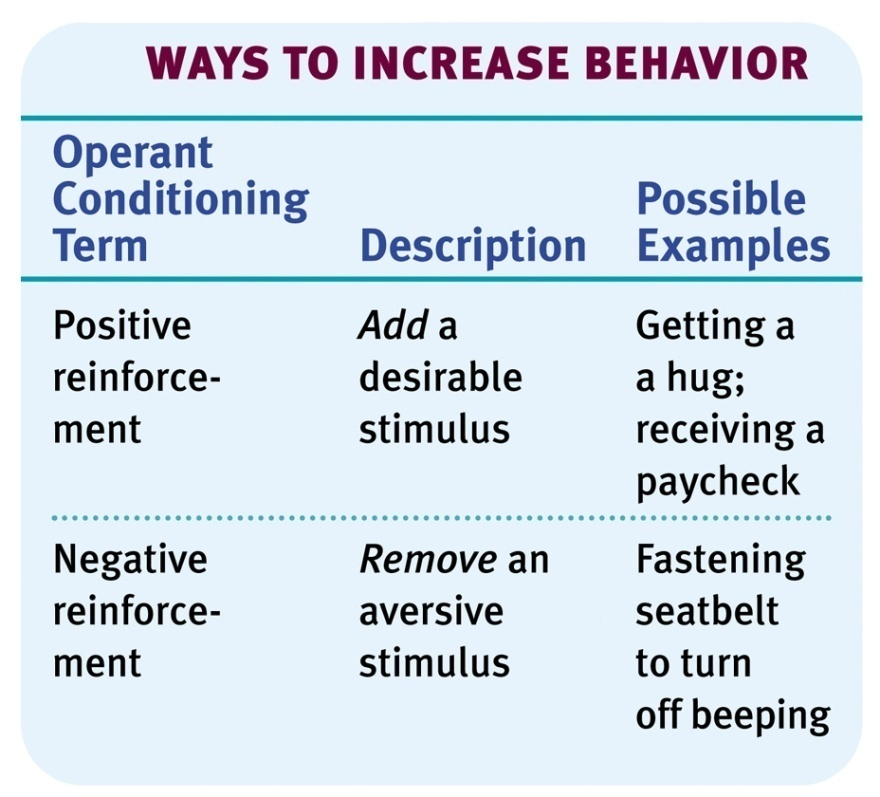 WAYS TO INCREASE BEHAVIOR
Operant
Conditioning
Term
Description
Possible
Examples
Positive
reinforce-
ment
Add a
desirable
stimulus
Getting a
a hug;
receiving a
paycheck
Negative
reinforce-
ment
Remove an
aversive
stimulus
Fastening
seatbelt
to turn
off beeping